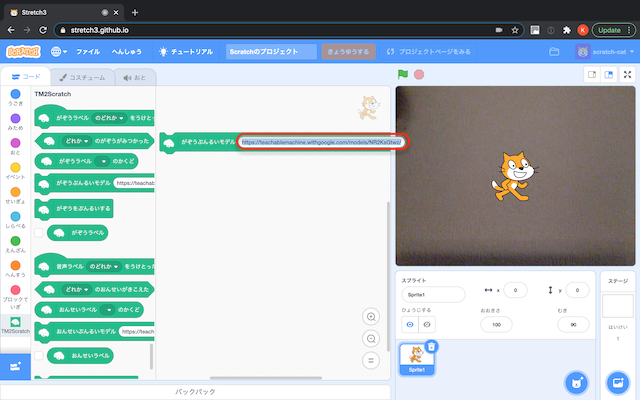 Stretch3
stretch3.github.io
K
Update
SCRATCH
ファイル
へんしゅう
チュートリアル
Scratchのプロジェクト
きょうゆうする
プロジェクトページをみる
scratch-cat
コード
コスチューム
おと
うごき
みため
おと
イベント
せいぎょ
しらべる
えんざん
へんすう
ブロックていぎ
TM2Scratch
TM2Scratch
がぞうラベル のどれか をうけとっ
どれか のがぞうがみつかった
がぞうラベル のかくど
がぞうぶんるいモデル https://teachab
がぞうをぶんるいする
がぞうラベル
音声ラベル のどれか をうけとっ
どれか のおんせいがきこえた
おんせいラベル のかくど
おんせいぶんるいモデル https://tea
おんせいラベル
がぞうぶんるいモデル https://teachablemachine.withgoogle.com/models/NR2KsGtwz/
バックパック
スプライト
Sprite1
x 0
y 0
ひょうじする
おおきさ
100
むき
90
Sprite1
ステージ
はいけい
1